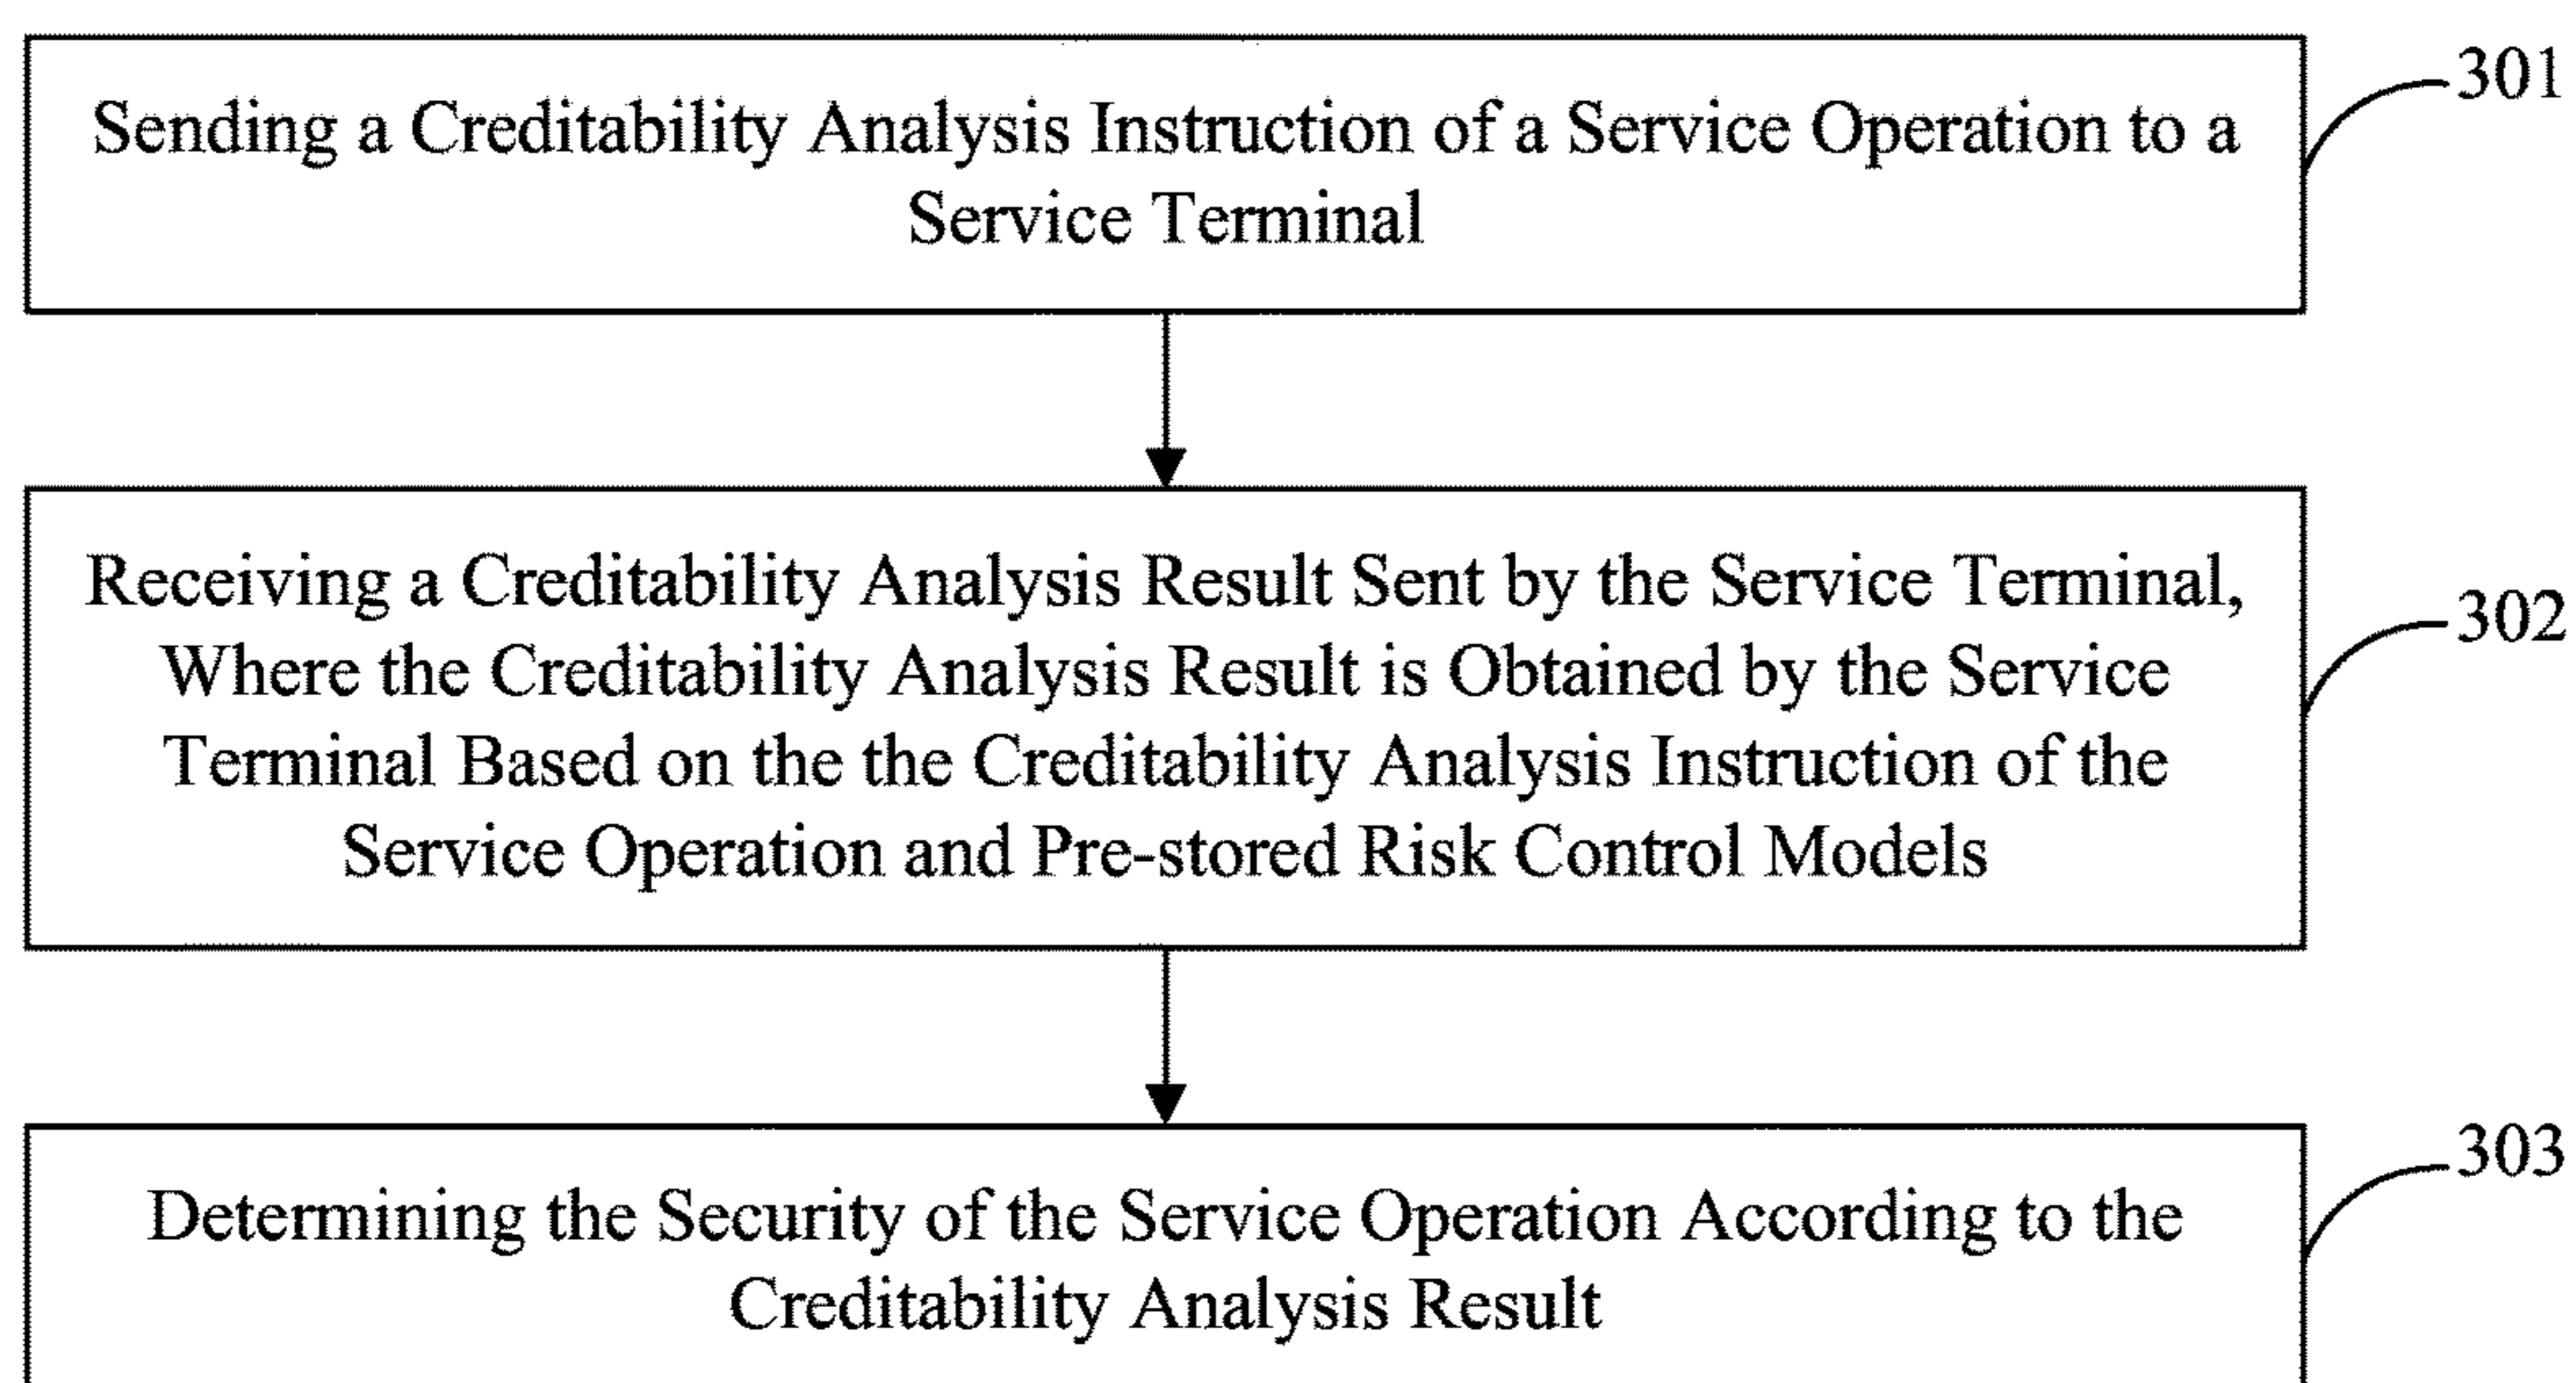 Sending a Creditability Analysis Instruction of a Service Operation to a
Service Terminal
301
Receiving a Creditability Analysis Result Sent by the Service Terminal,
Where the Creditability Analysis Result is Obtained by the Service
Terminal Based on the the Creditability Analysis Instruction of the
Service Operation and Pre-stored Risk Control Models
302
Determining the Security of the Service Operation According to the
Creditability Analysis Result
303